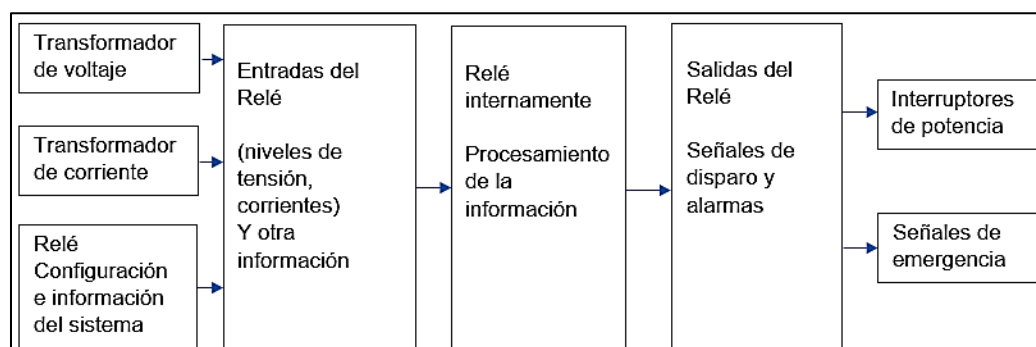 Transformador
de voltaje
Transformador
de corriente
Relé
Configuración
e información
del sistema
Entradas del
Relé
(niveles de
tensión,
corrientes)
Y otra
información
Relé
internamente
Procesamiento
de la
información
Salidas del
Relé
Señales de
disparo y
alarmas
Interruptores
de potencia
Señales de
emergencia